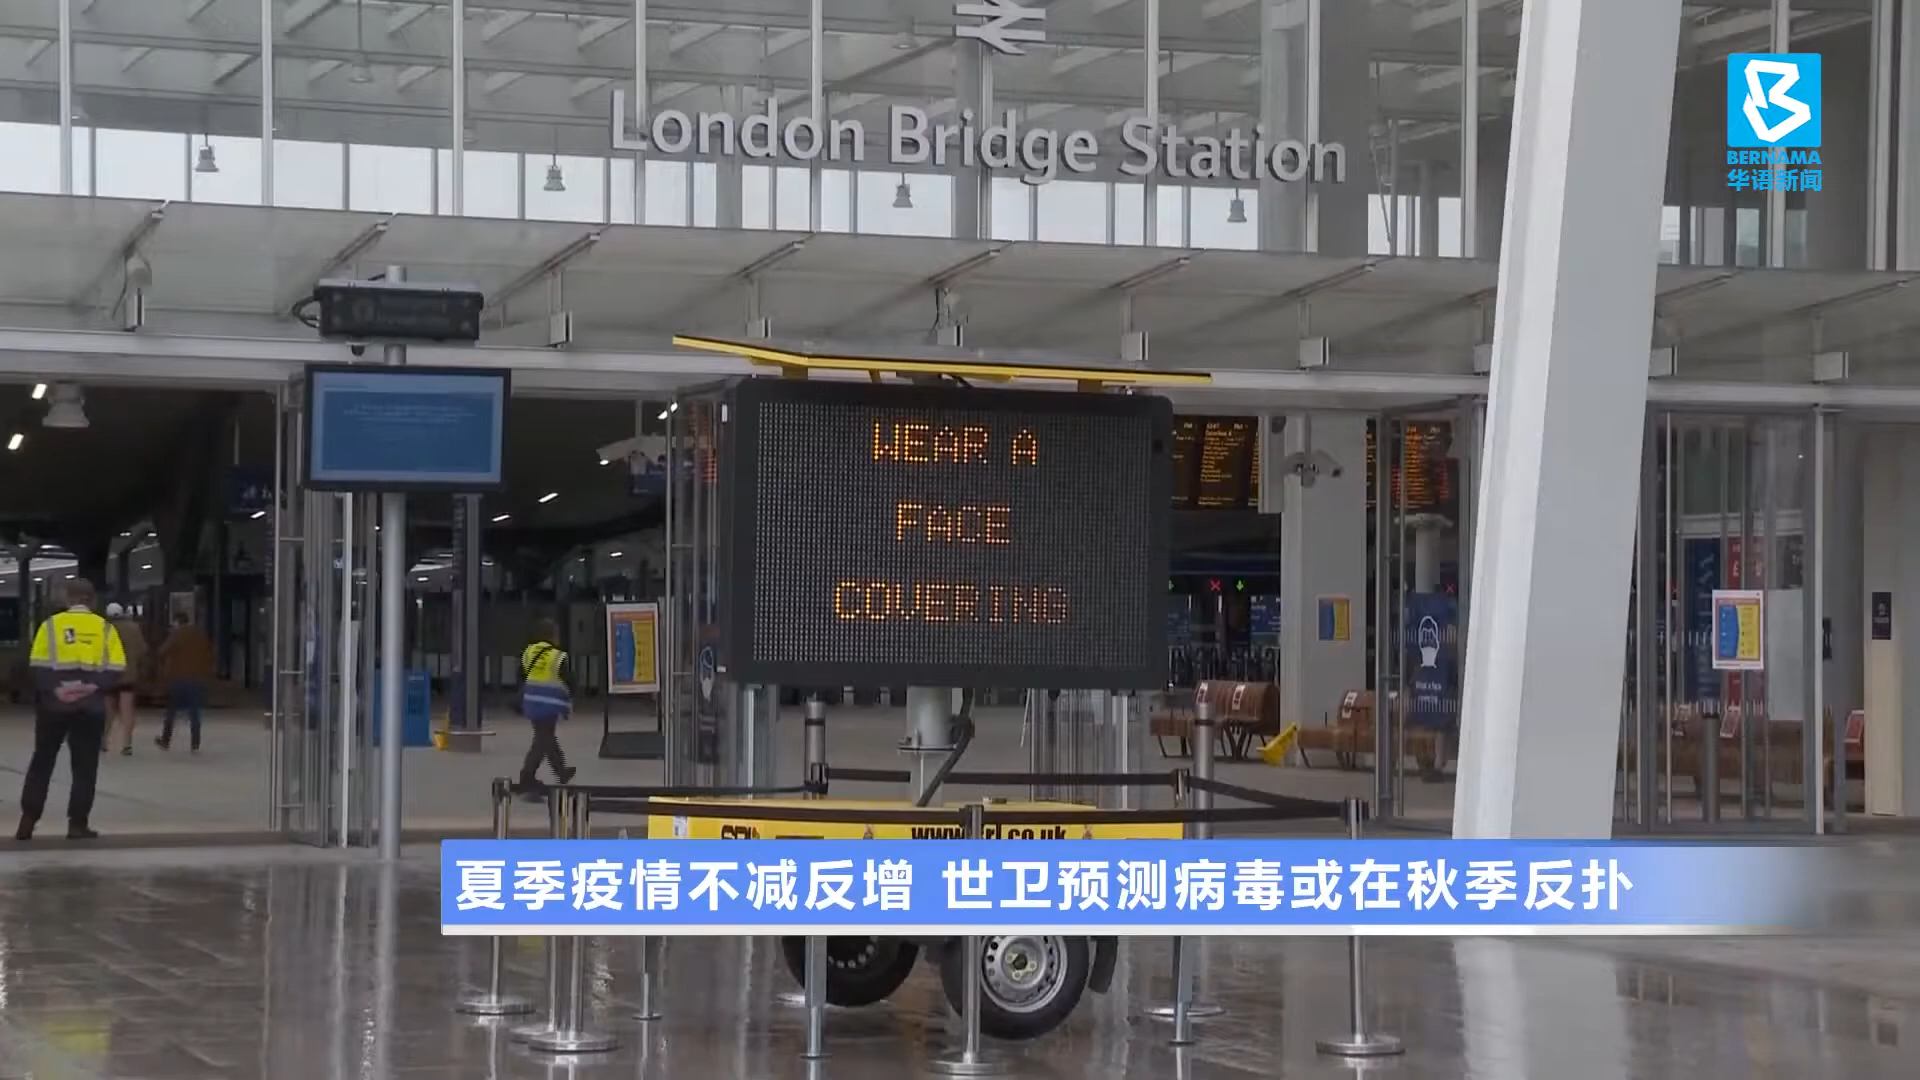 London Bridge Station
BERNAMA
华语新闻
WEAR A
FACE
COVERING
夏季疫情不减反增 世卫预测病毒或在秋季反扑